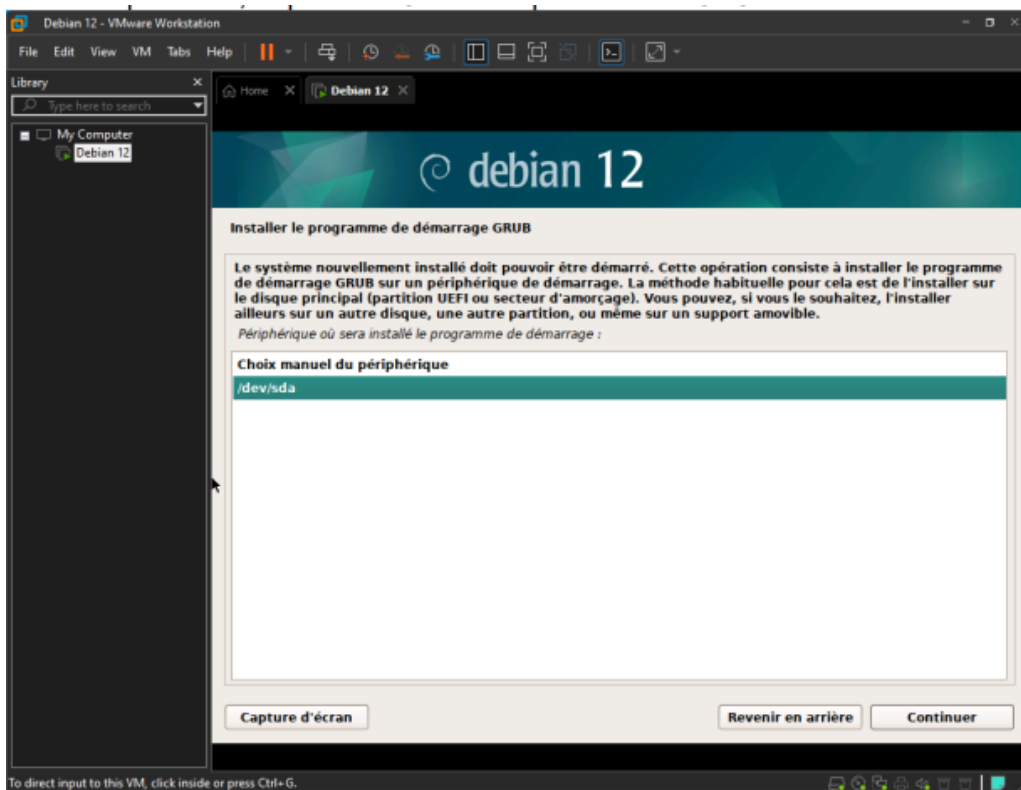 Debian 12 - VMware Workstation
File Edit View VM Tabs Help
Library
Type here to search
My Computer
Debian 12
Home
Debian 12
debian 12
Installer le programme de démarrage GRUB
Le système nouvellement installé doit pouvoir être démarré. Cette opération consiste à installer le programme
de démarrage GRUB sur un périphérique de démarrage. La méthode habituelle pour cela est de l'installer sur
le disque principal (partition UEFI ou secteur d'amorçage). Vous pouvez, si vous le souhaitez, l'installer
ailleurs sur un autre disque, une autre partition, ou même sur un support amovible.
Périphérique où sera installé le programme de démarrage :
Choix manuel du périphérique
/dev/sda
Capture d'écran
Revenir en arrière
Continuer
To direct input to this VM, click inside or press Ctrl+G.